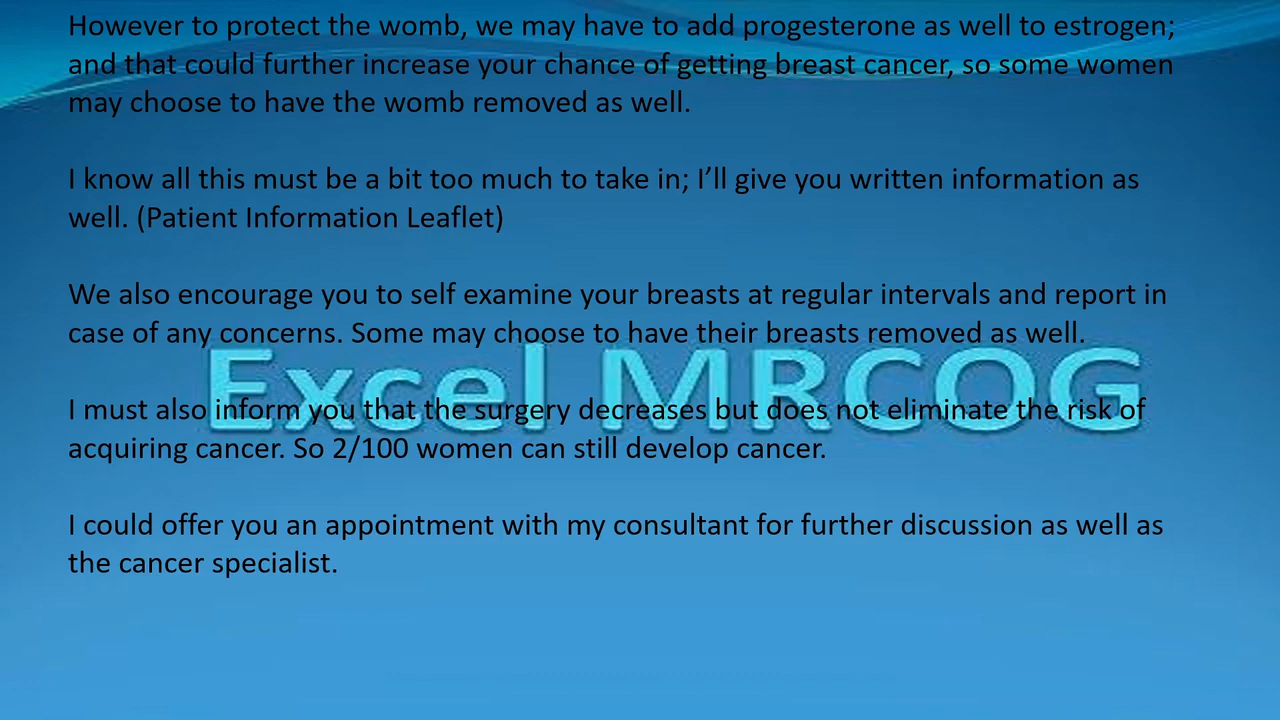 However to protect the womb, we may have to add progesterone as well to estrogen;
and that could further increase your chance of getting breast cancer, so some women
may choose to have the womb removed as well.
I know all this must be a bit too much to take in; I’ll give you written information as
well. (Patient Information Leaflet)
We also encourage you to self examine your breasts at regular intervals and report in
case of any concerns. Some may choose to have their breasts removed as well.
Excel MRCOG
I must also inform you that the surgery decreases but does not eliminate the risk of
acquiring cancer. So 2/100 women can still develop cancer.
I could offer you an appointment with my consultant for further discussion as well as
the cancer specialist.